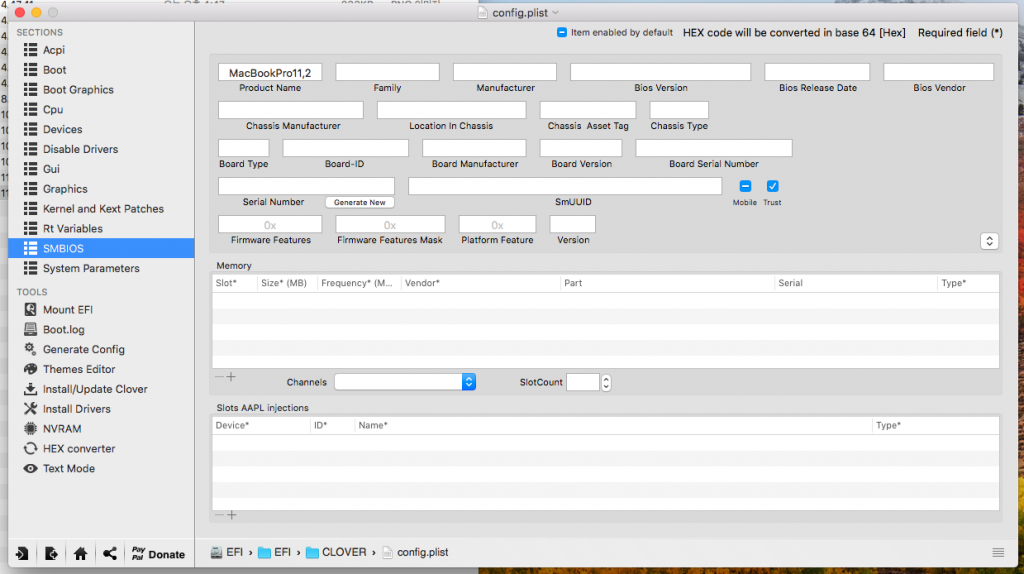 config.plist
SECTIONS
Acpi
Boot
Boot Graphics
Cpu
Devices
Disable Drivers
Gui
Graphics
Kernel and Kext Patches
Rt Variables
SMBIOS
System Parameters
TOOLS
Mount EFI
Boot.log
Generate Config
Themes Editor
Install/Update Clover
Install Drivers
NVRAM
HEX converter
Text Mode
Pay Pal Donate
Item enabled by default HEX code will be converted in base 64 [Hex] Required field (*)
MacBookPro11,2
Product Name Family Manufacturer Bios Version Bios Release Date Bios Vendor
Chassis Manufacturer Location In Chassis Chassis Asset Tag Chassis Type
Board Type Board-ID Board Manufacturer Board Version Board Serial Number
Serial Number Generate New SmUUID Mobile Trust
0x 0x 0x
Firmware Features Firmware Features Mask Platform Feature Version
Memory
Slot* Size* (MB) Frequency* (M... Vendor* Part Serial Type*
Channels SlotCount
Slots AAPL injections
Device* ID* Name* Type*
EFI › EFI › CLOVER › config.plist